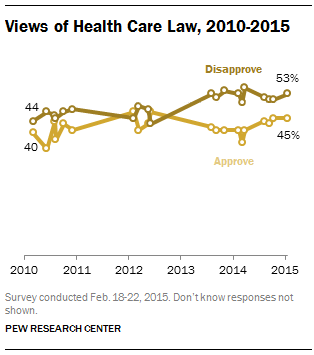 Views of Health Care Law, 2010-2015
Disapprove
53%
44
45%
40
Approve
2010 2011 2012 2013 2014 2015
Survey conducted Feb. 18-22, 2015. Don't know responses not
shown.
PEW RESEARCH CENTER